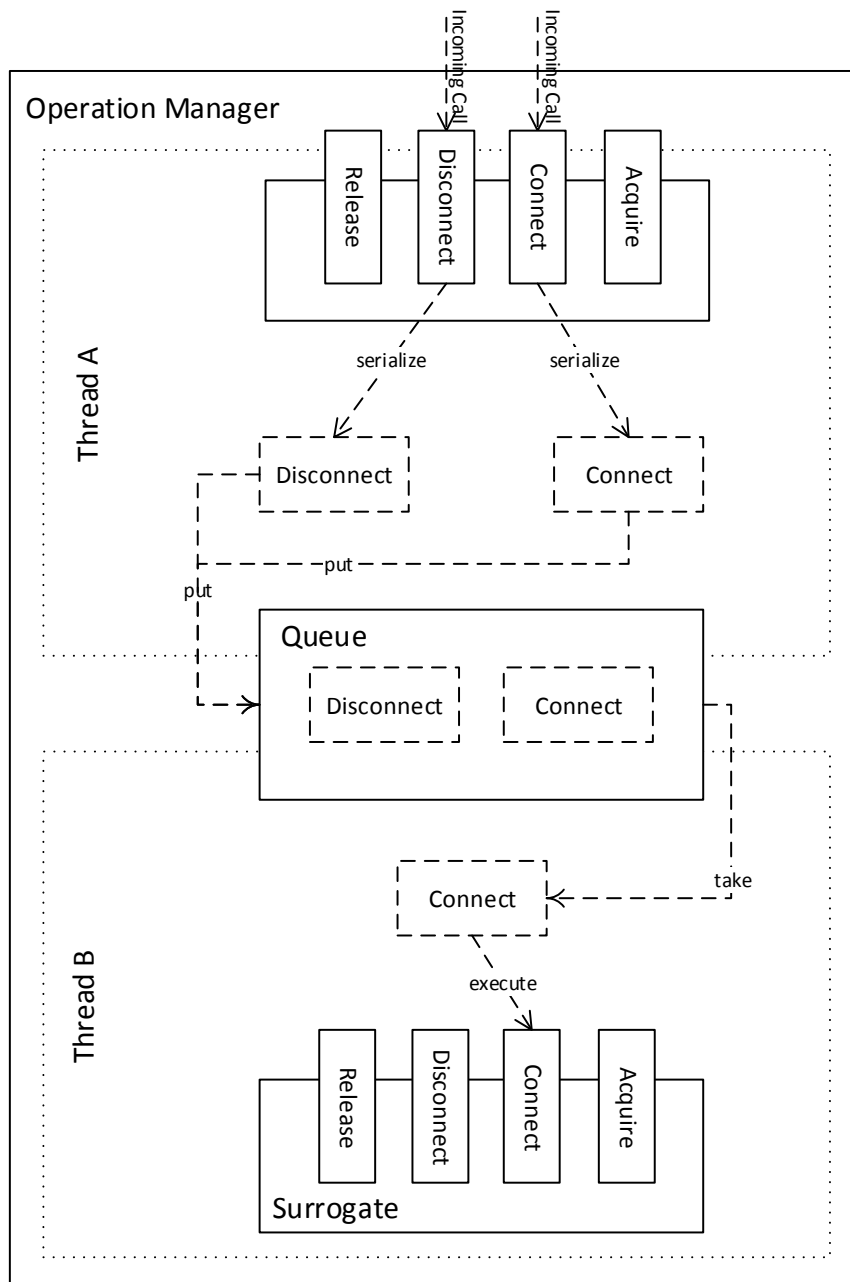 Incoming Call
Incoming Call
Operation Manager
Release
Disconnect
Connect
Acquire
Thread A
serialize
serialize
Disconnect
Connect
put
put
Queue
Disconnect
Connect
Thread B
take
Connect
execute
Release
Disconnect
Connect
Acquire
Surrogate